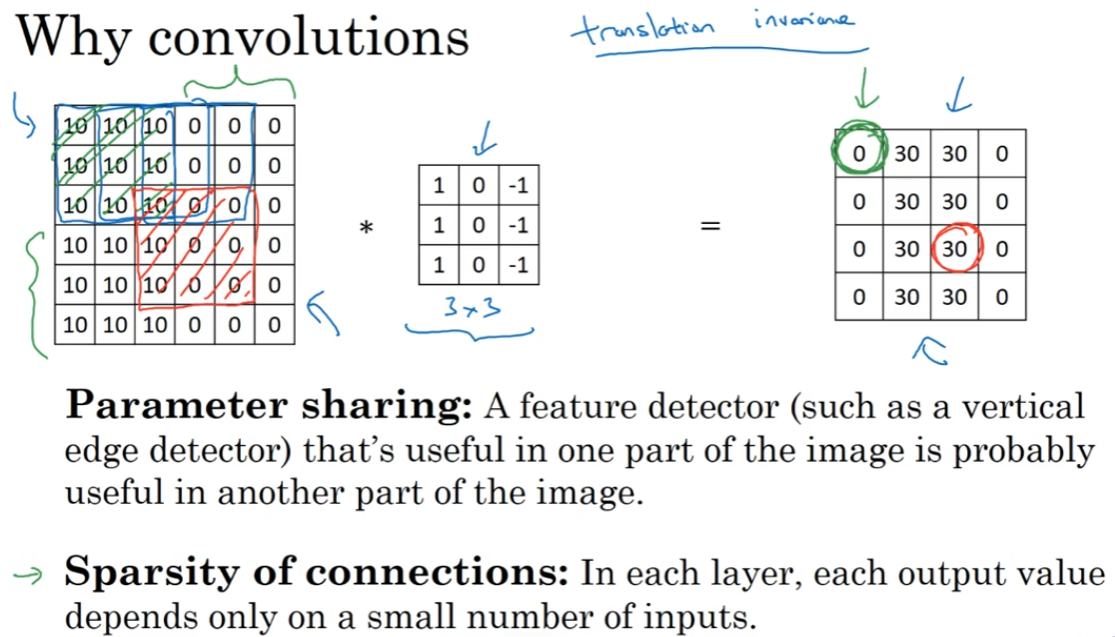 Why convolutions
translation invariance
10 10 10 0 0 0
10 10 10 0 0 0
10 10 10 0 0 0
10 10 10 0 0 0
10 10 10 0 0 0
10 10 10 0 0 0
*
1 0 -1
1 0 -1
1 0 -1
3×3
=
0 30 30 0
0 30 30 0
0 30 30 0
0 30 30 0
Parameter sharing: A feature detector (such as a vertical
edge detector) that’s useful in one part of the image is probably
useful in another part of the image.
→ Sparsity of connections: In each layer, each output value
depends only on a small number of inputs.